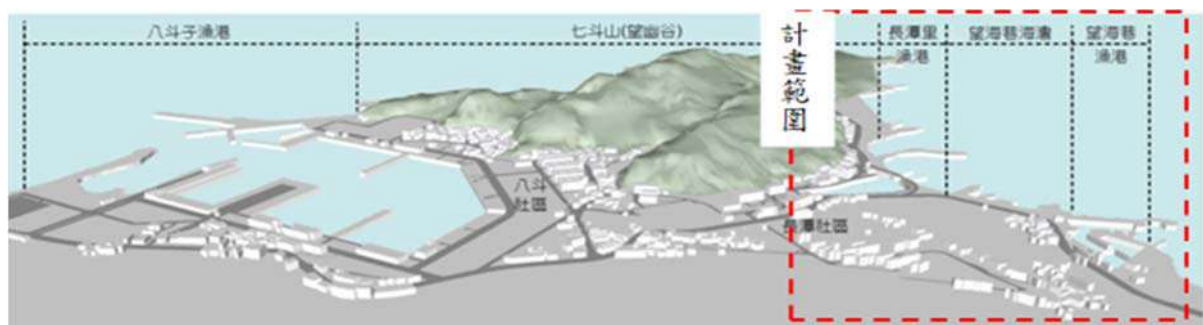 八斗子漁港
七斗山(望幽谷)
計畫範圍
長潭里
漁港
望海巷海灣
望海巷
漁港
八斗
社區
長潭社區